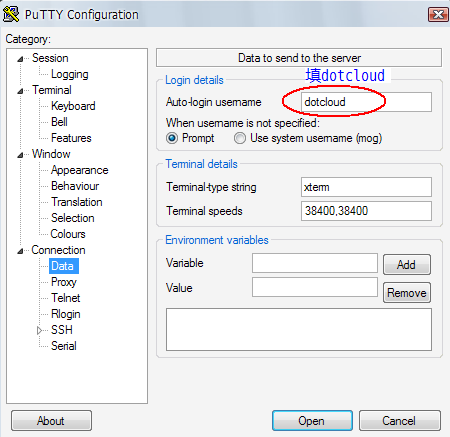 PuTTY Configuration
Category:
Session
Logging
Terminal
Keyboard
Bell
Features
Window
Appearance
Behaviour
Translation
Selection
Colours
Connection
Data
Proxy
Telnet
Rlogin
SSH
Serial
Data to send to the server
Login details
填dotcloud
Auto-login username
dotcloud
When username is not specified:
Prompt
Use system username (mog)
Terminal details
Terminal-type string
xterm
Terminal speeds
38400,38400
Environment variables
Variable
Add
Value
Remove
About
Open
Cancel